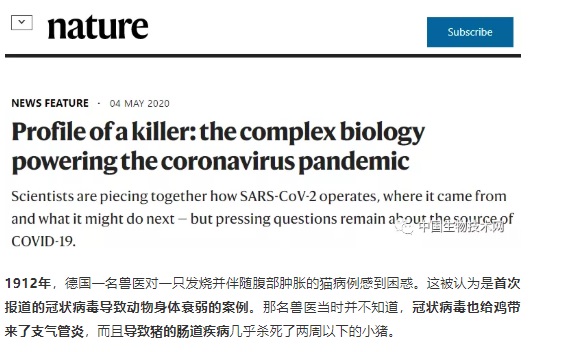 nature
Subscribe
NEWS FEATURE · 04 MAY 2020
Profile of a killer: the complex biology
powering the coronavirus pandemic
Scientists are piecing together how SARS-CoV-2 operates, where it came from
and what it might do next — but pressing questions remain about the source of
COVID-19.
中国生物技术网
1912年，德国一名兽医对一只发烧并伴随腹部肿胀的猫病例感到困惑。这被认为是首次
报道的冠状病毒导致动物身体衰弱的案例。那名兽医当时并不知道，冠状病毒也给鸡带
来了支气管炎，而且导致猪的肠道疾病几乎杀死了两周以下的小猪。